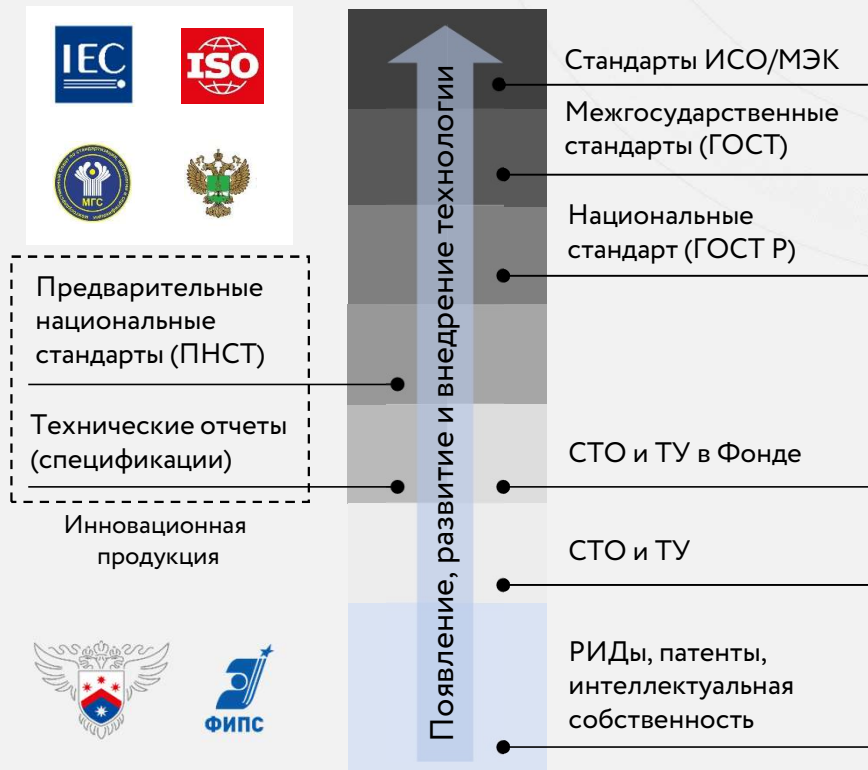 IEC
ISO
МГС
Стандарты ИСО/МЭК
Межгосударственные
стандарты (ГОСТ)
Национальные
стандарт (ГОСТ Р)
Предварительные
национальные
стандарты (ПНСТ)
Технические отчеты
(спецификации)
Инновационная
продукция
Появление, развитие и внедрение технологии
СТО и ТУ в Фонде
СТО и ТУ
РИДы, патенты,
интеллектуальная
собственность
ФИПС